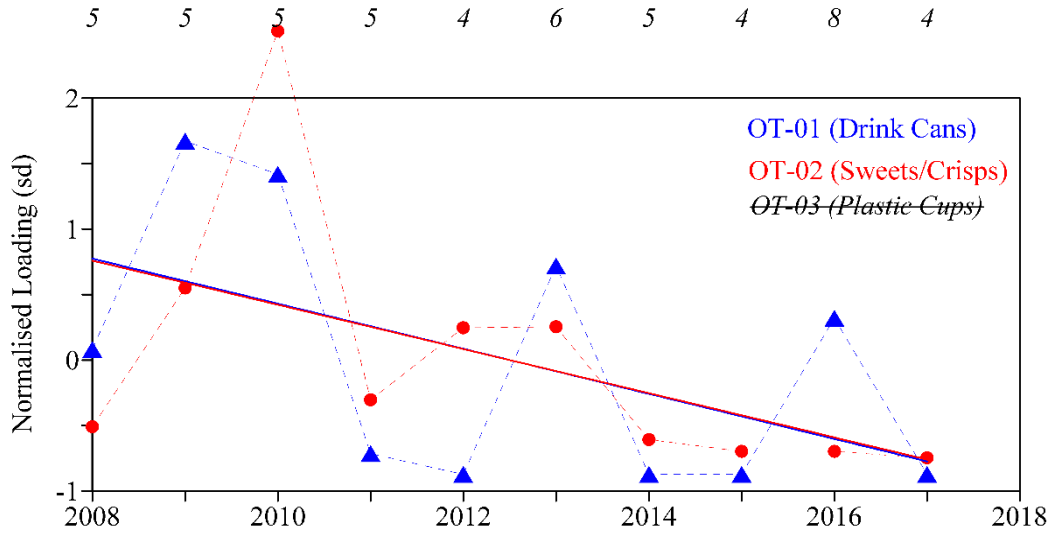 5 5 5 5 4 6 5 4 8 4
2
OT-01 (Drink Cans)
OT-02 (Sweets/Crisps)
OT-03 (Plastic Cups)
1
Normalised Loading (sd)
0
-1
2008 2010 2012 2014 2016 2018